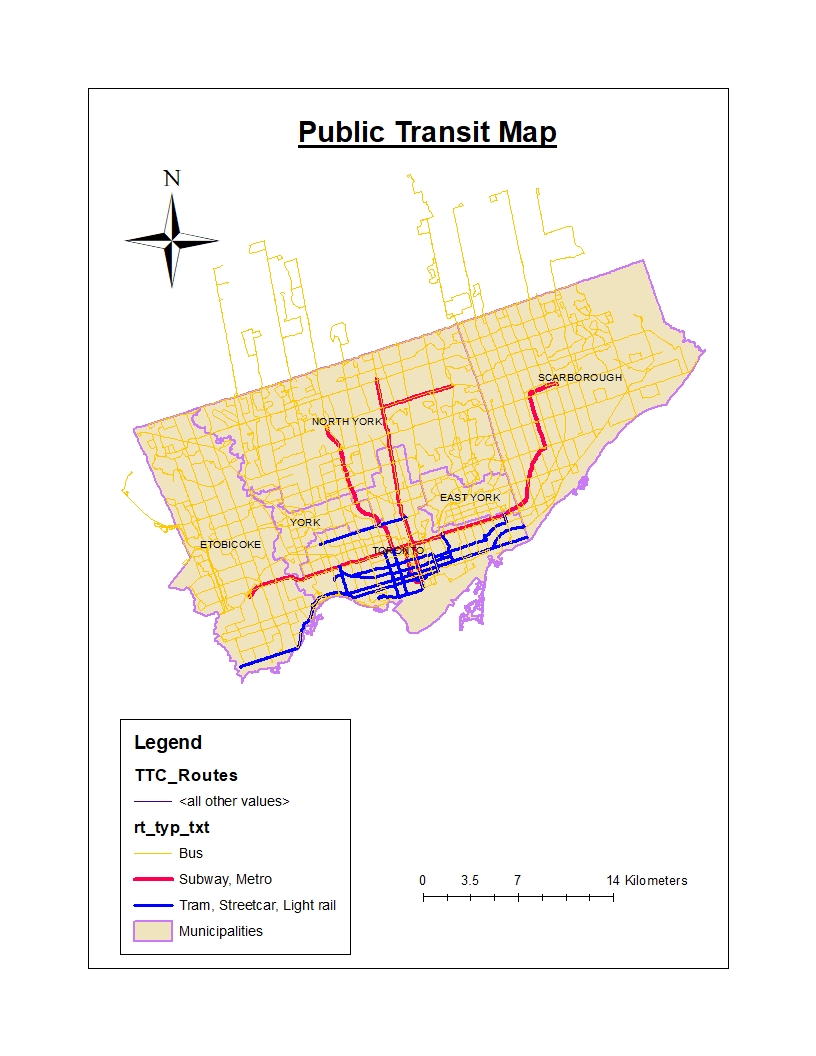 Public Transit Map
N
SCARBOROUGH
NORTH YORK
EAST YORK
YORK
ETOBICOKE
TORONTO
Legend
TTC_Routes
<all other values>
rt_typ_txt
Bus
Subway, Metro
Tram, Streetcar, Light rail
Municipalities
0 3.5 7 14 Kilometers